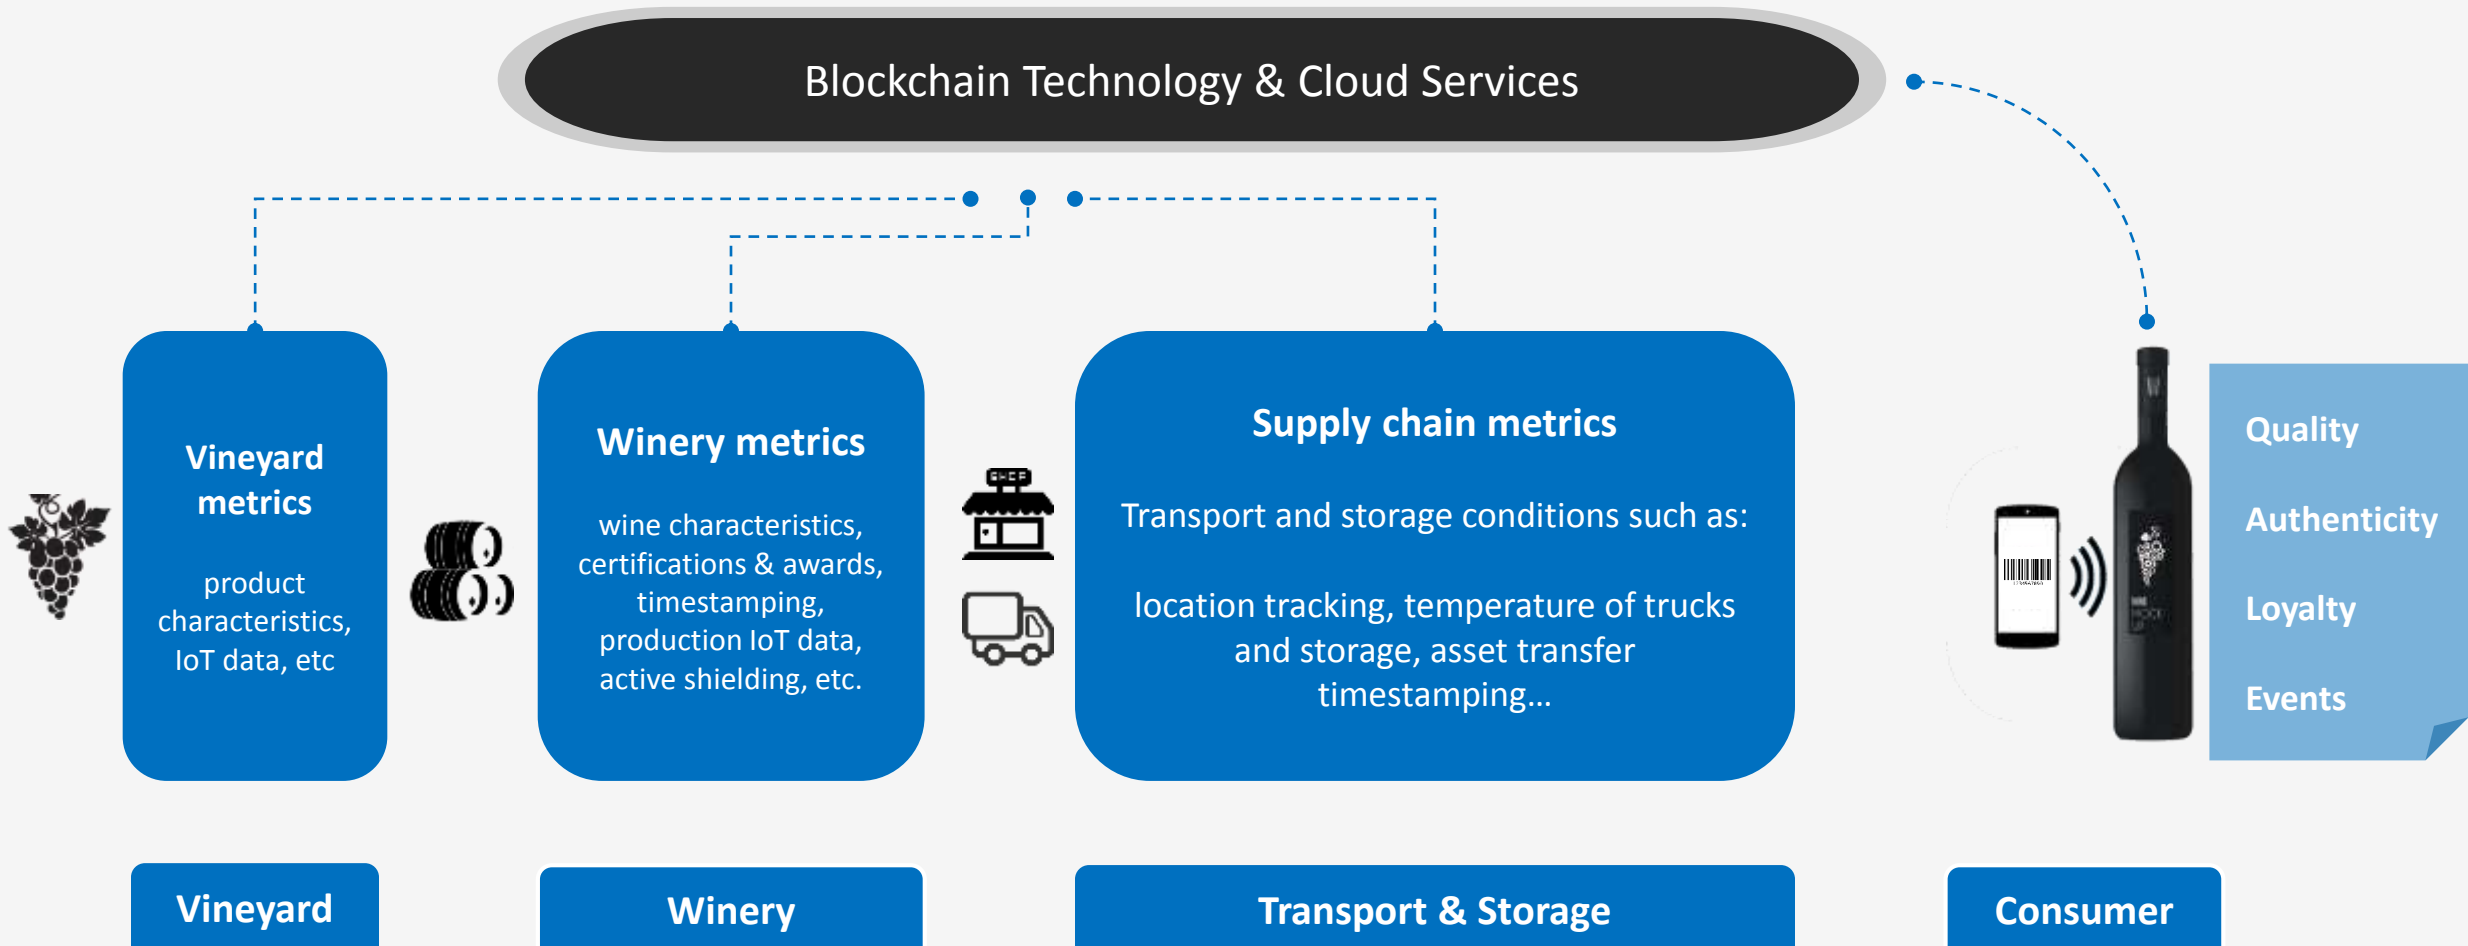 Blockchain Technology & Cloud Services
Vineyard
metrics
product
characteristics,
IoT data, etc
Winery metrics
wine characteristics,
certifications & awards,
timestamping,
production IoT data,
active shielding, etc.
Supply chain metrics
Transport and storage conditions such as:
location tracking, temperature of trucks
and storage, asset transfer
timestamping...
Quality
Authenticity
Loyalty
Events
Vineyard
Winery
Transport & Storage
Consumer